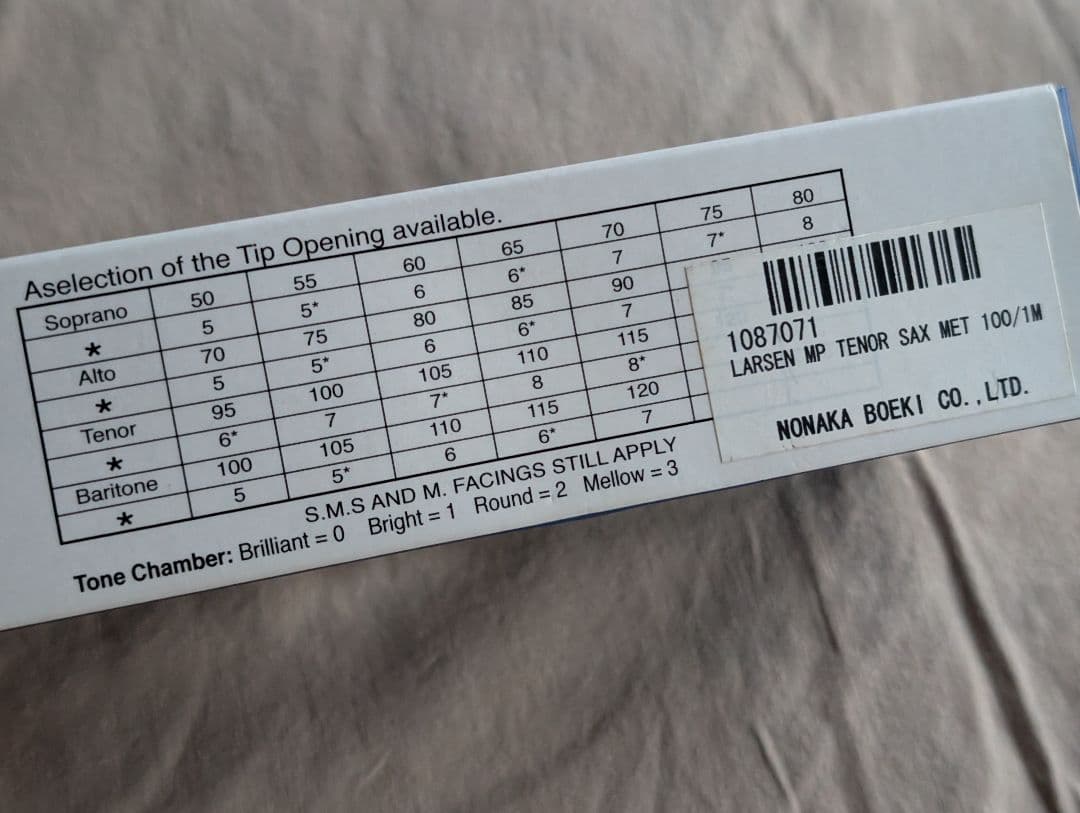 Aselection of the Tip Opening available.
Soprano 50 55 60 65 70 75 80
* 5 5* 6 6* 7 7* 8
Alto 70 75 80 85 90
* 5 5* 6 6* 7
Tenor 95 100 105 110 115
* 6* 7 7* 8 8*
Baritone 100 105 110 115 120
* 5 5* 6 6* 7
S.M.S AND M. FACINGS STILL APPLY
Tone Chamber: Brilliant = 0 Bright = 1 Round = 2 Mellow = 3
1087071
LARSEN MP TENOR SAX MET 100/1M
NONAKA BOEKI CO.,LTD.